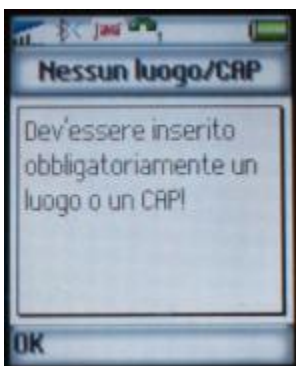 Nessun luogo/CAP
Dev'essere inserito
obbligatoriamente un
luogo o un CAP!
OK